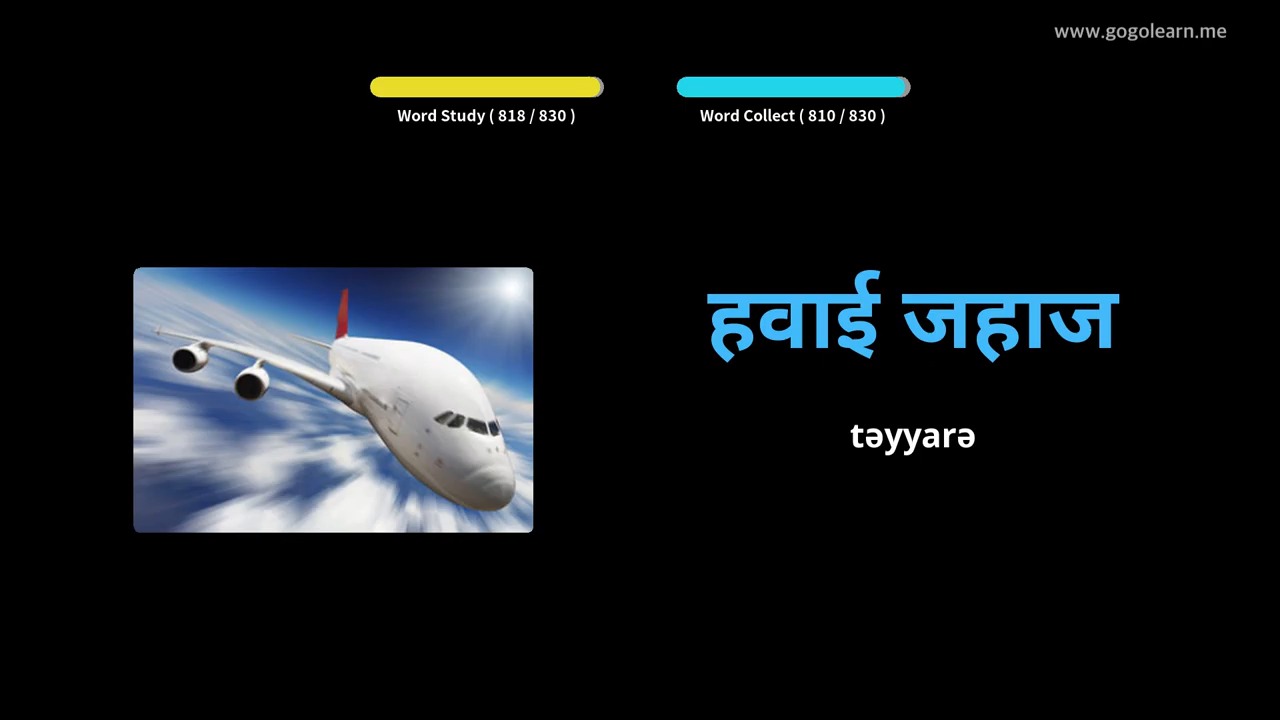 www.gogolearn.me
Word Study ( 818 / 830 )
Word Collect ( 810 / 830 )
हवाई जहाज
təyyarə